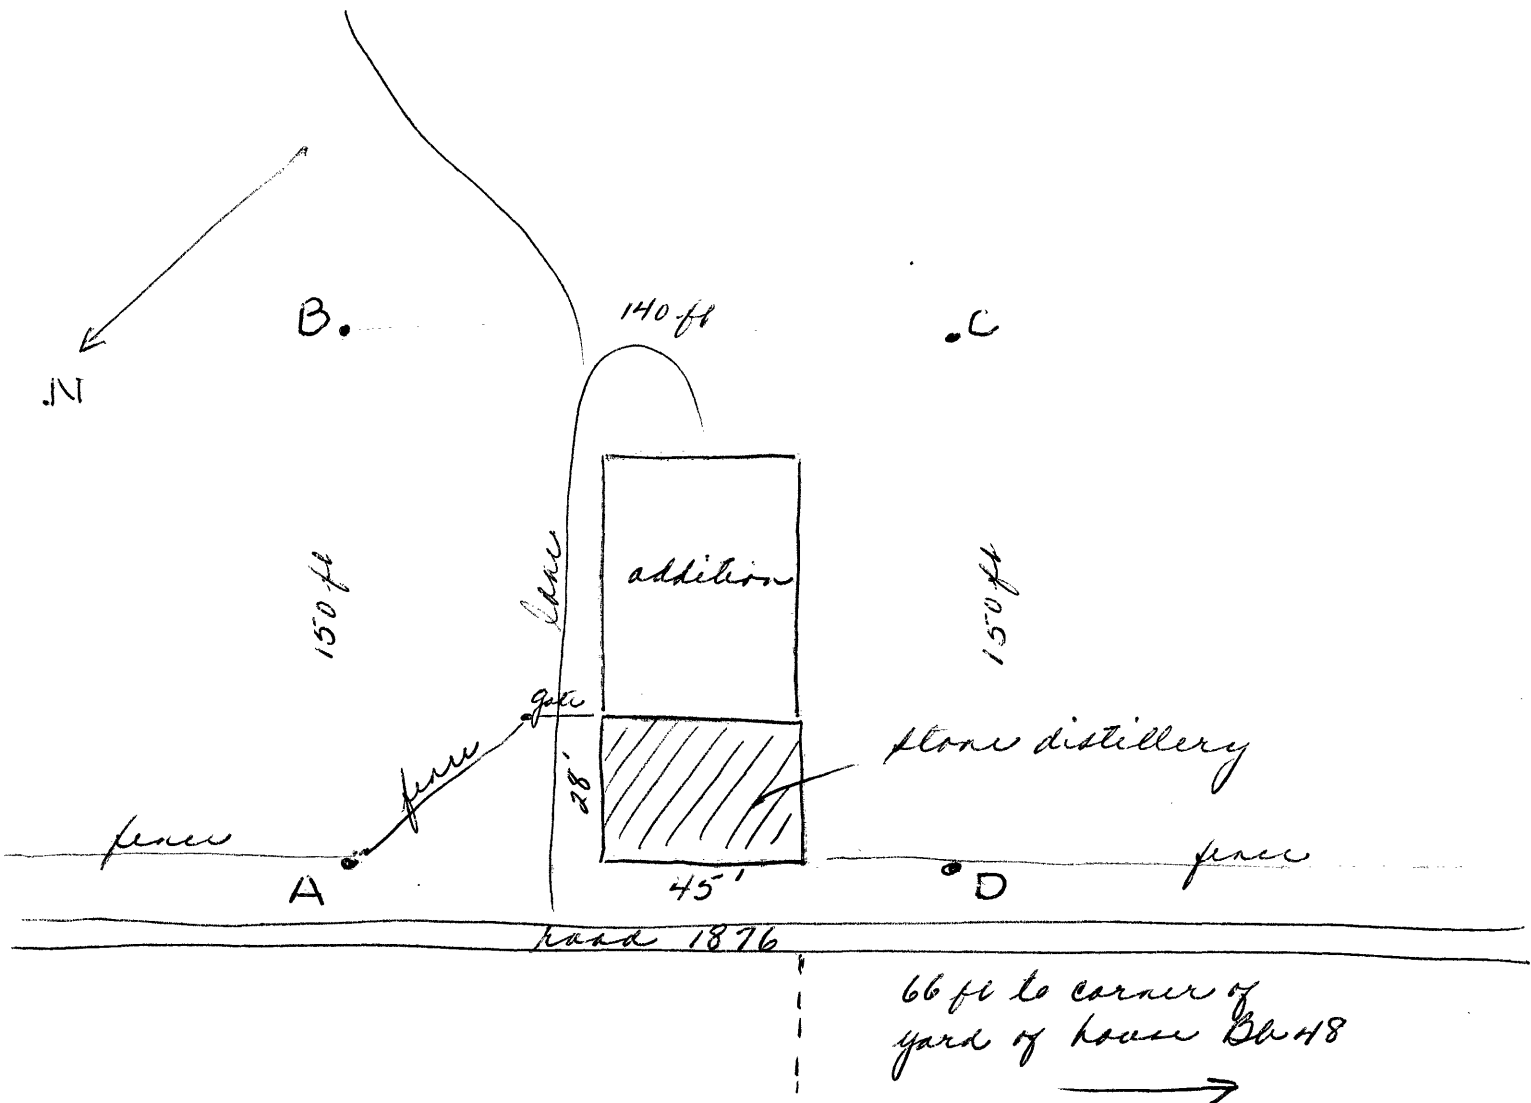 140 ft
B
C
N
addition
lane
150 ft
150 ft
gate
fence
stone distillery
28'
fence
fence
A
45'
D
road 1876
66 ft to corner of
yard of house Bb 48